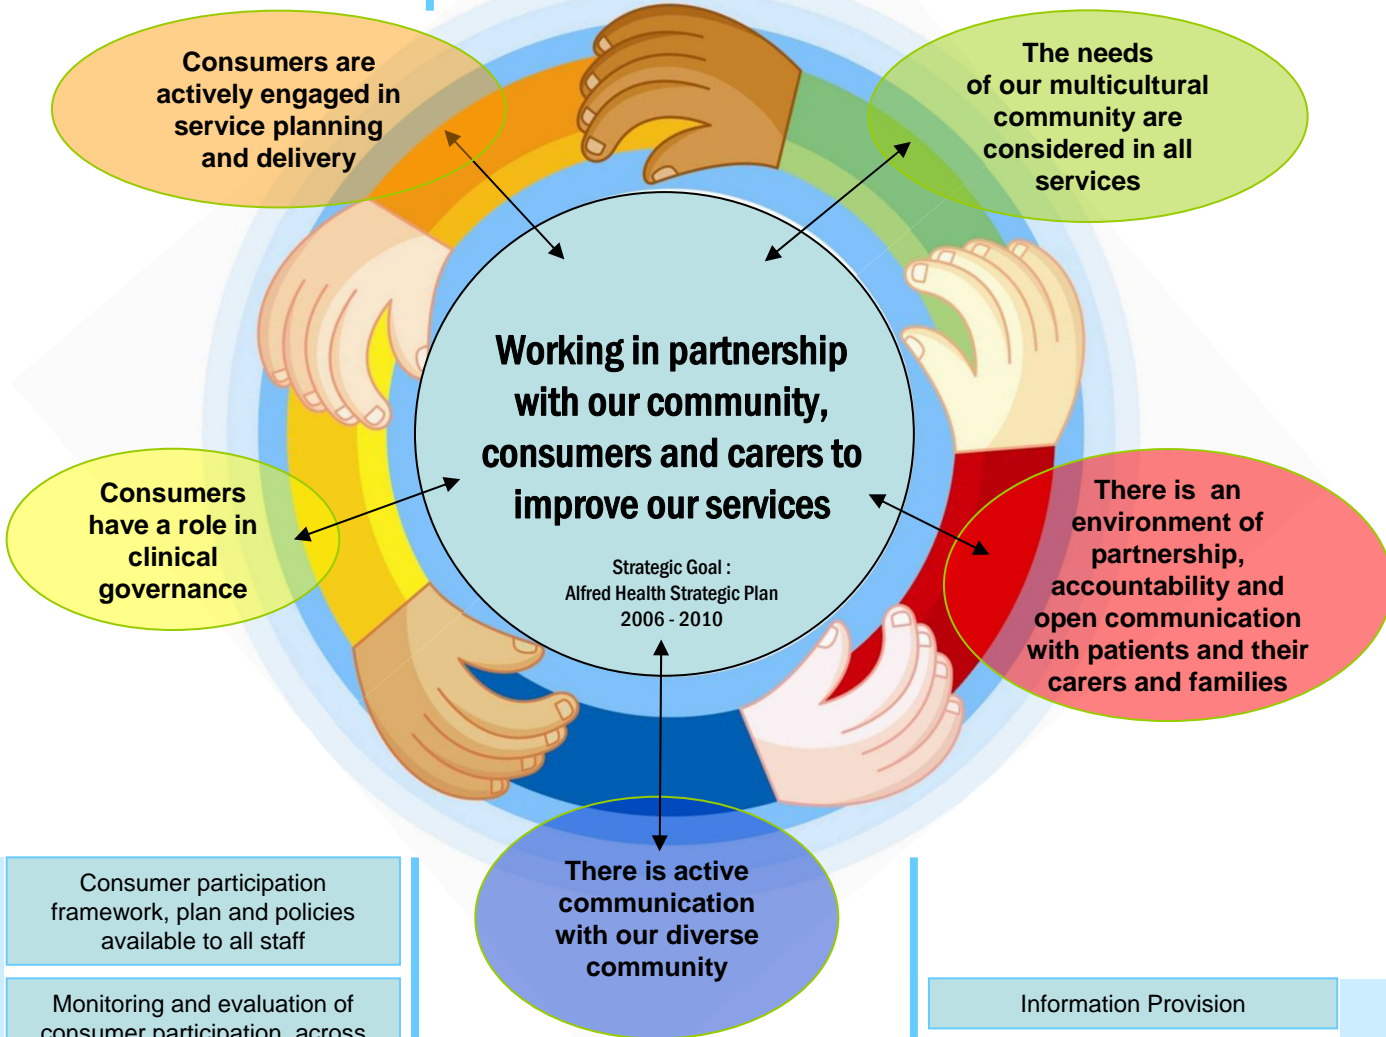 Consumers are
actively engaged in
service planning
and delivery
The needs
of our multicultural
community are
considered in all
services
Working in partnership
with our community,
consumers and carers to
improve our services
Strategic Goal :
Alfred Health Strategic Plan
2006 - 2010
Consumers
have a role in
clinical
governance
There is  an
environment of
partnership,
accountability and
open communication
with patients and their
carers and families
There is active
communication
with our diverse
community
Consumer participation
framework, plan and policies
available to all staff
Monitoring and evaluation of
consumer participation  across
Information Provision